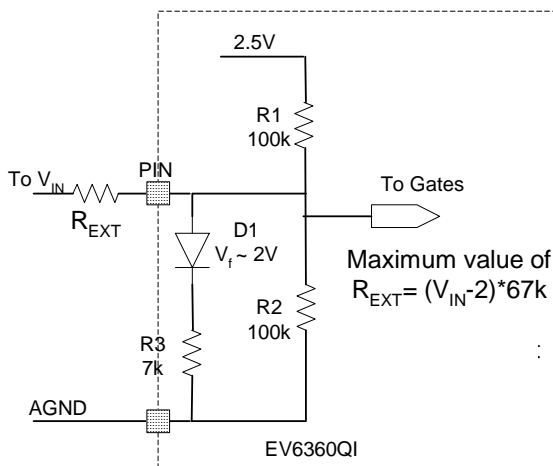 2.5V
R1
100k
To V_IN
PIN
R_EXT
To Gates
D1
V_f ~ 2V
Maximum value of
R_EXT= (V_IN-2)*67k
R2
100k
R3
7k
:
AGND
EV6360QI